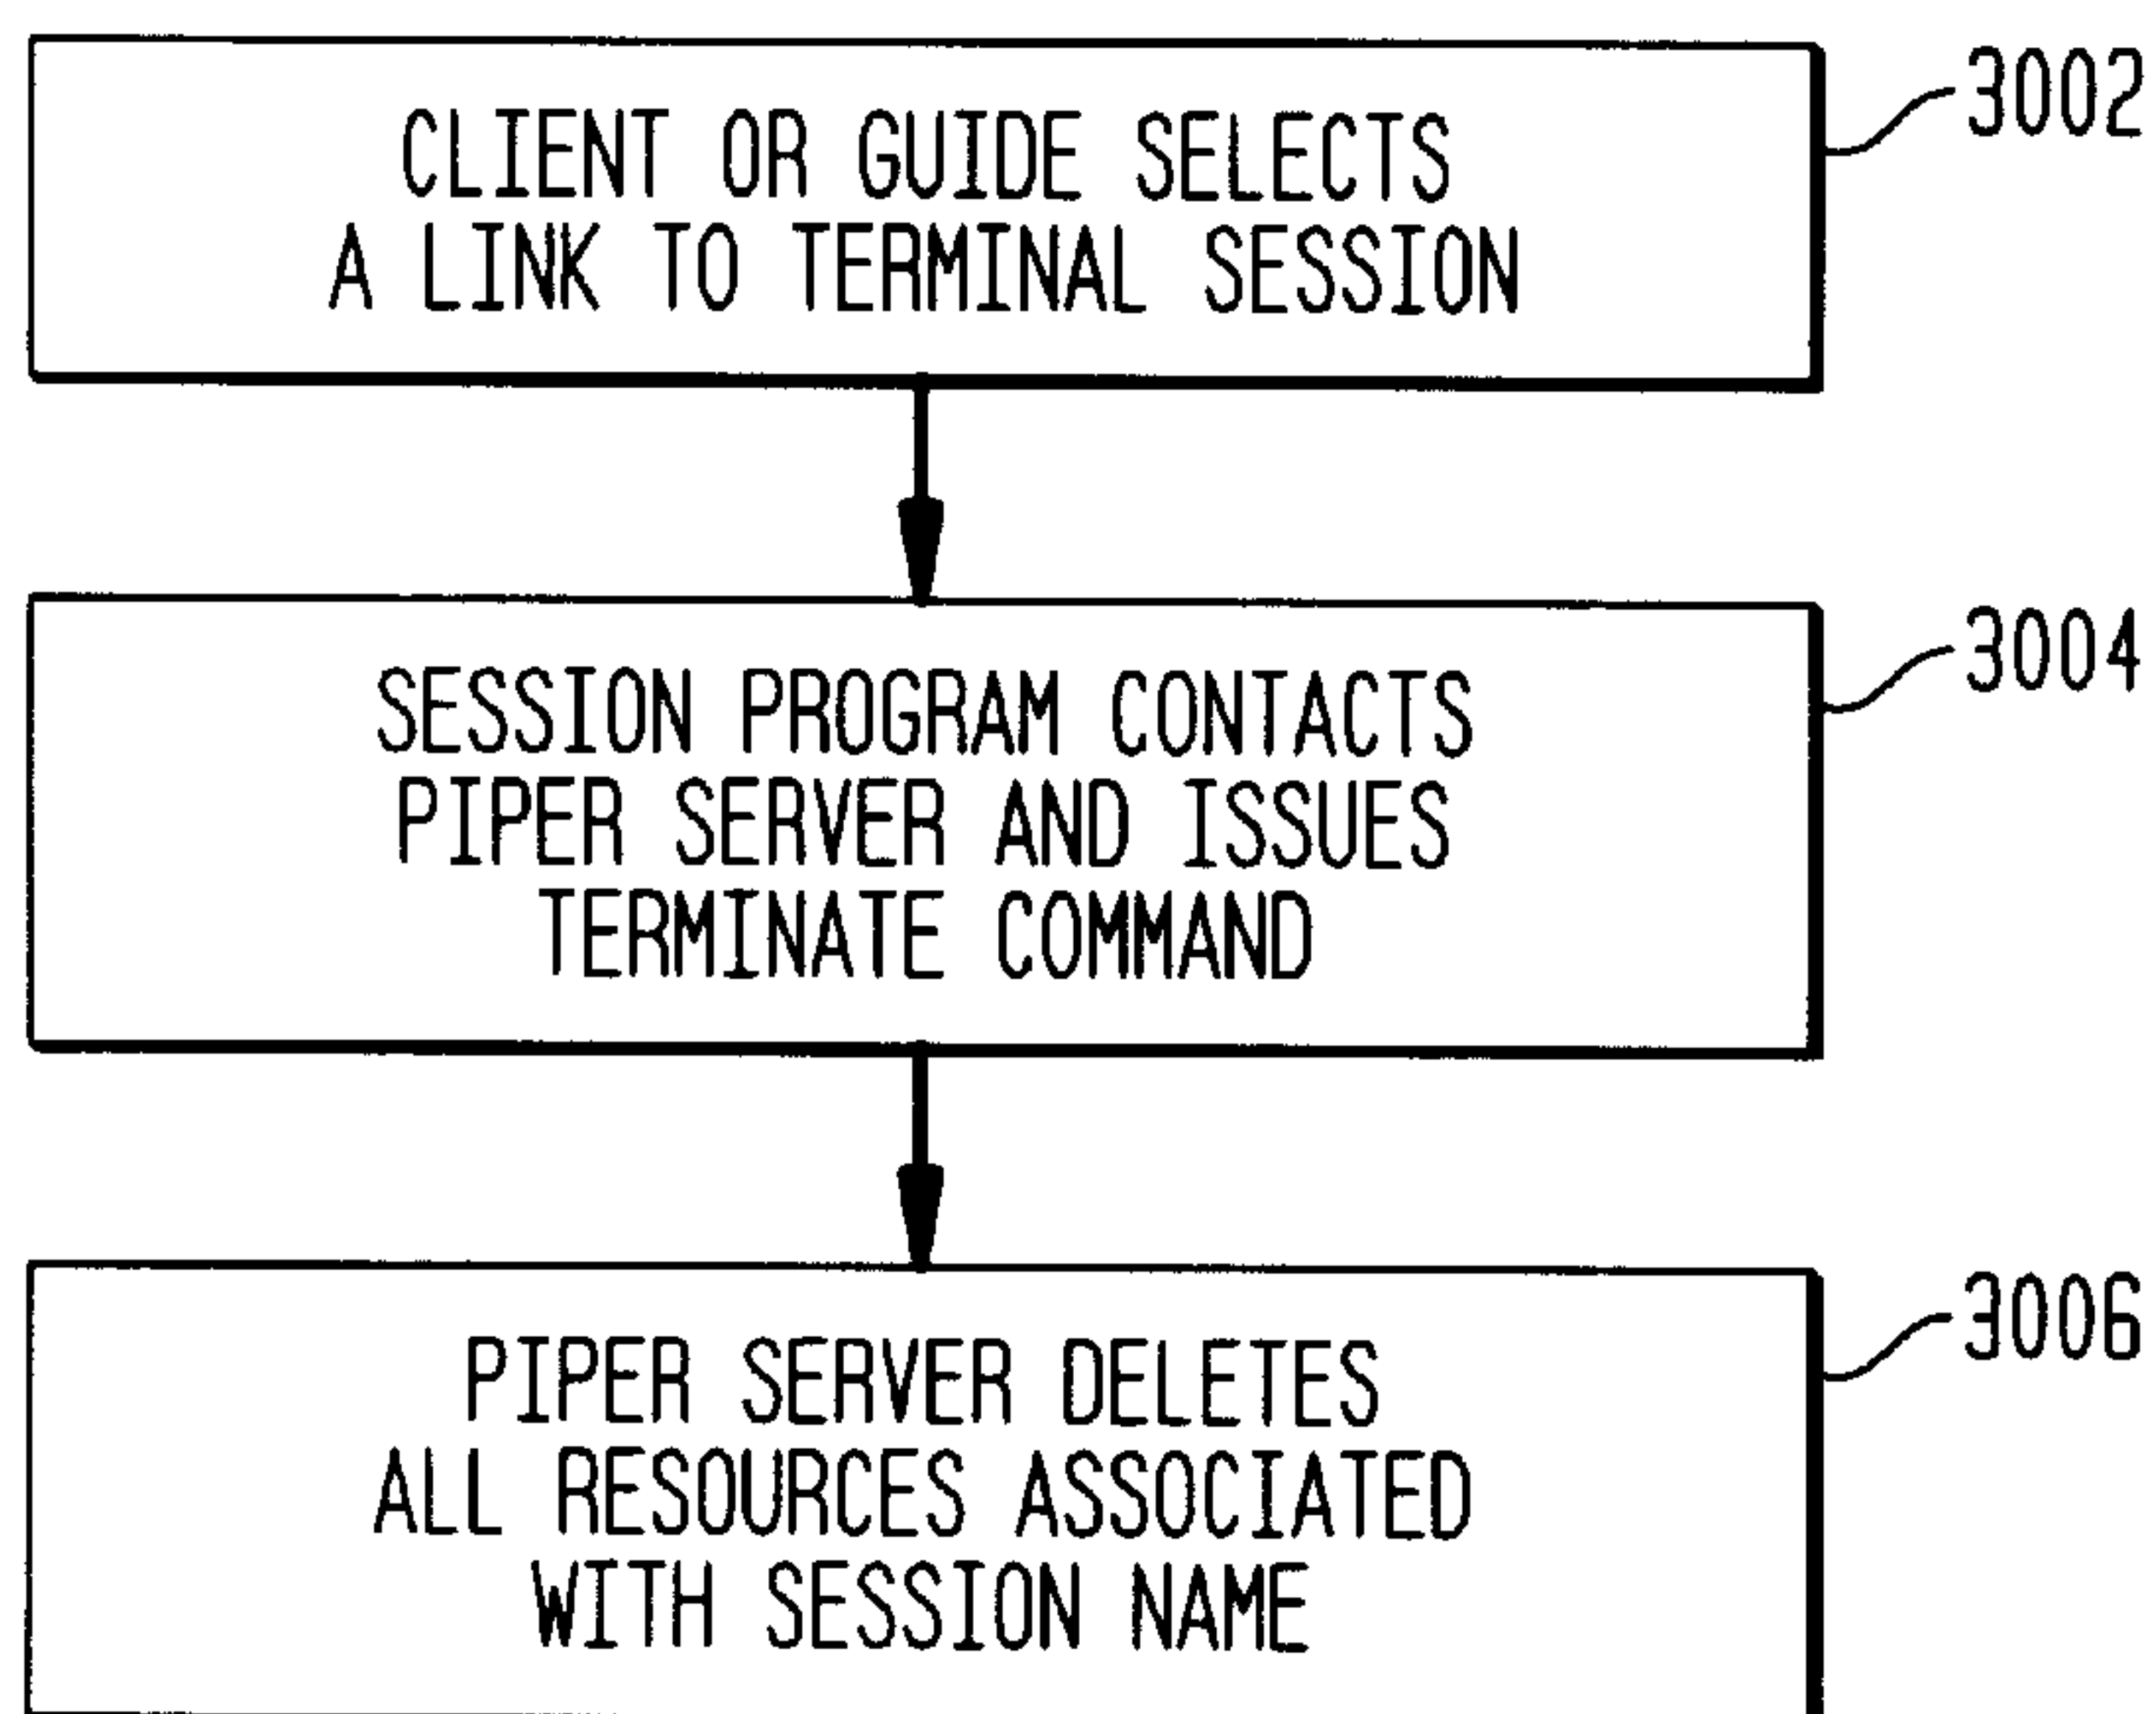 CLIENT OR GUIDE SELECTS
A LINK TO TERMINAL SESSION
3002
SESSION PROGRAM CONTACTS
PIPER SERVER AND ISSUES
TERMINATE COMMAND
3004
PIPER SERVER DELETES
ALL RESOURCES ASSOCIATED
WITH SESSION NAME
3006